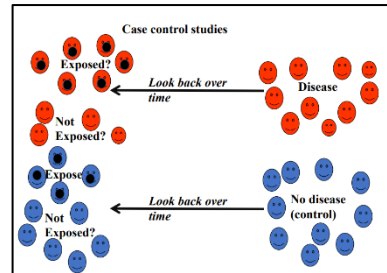 Case control studies
Exposed?
Look back over
time
Disease
Not
Exposed?
Expose
Look back over
time
No disease
(control)
Not
Exposed?